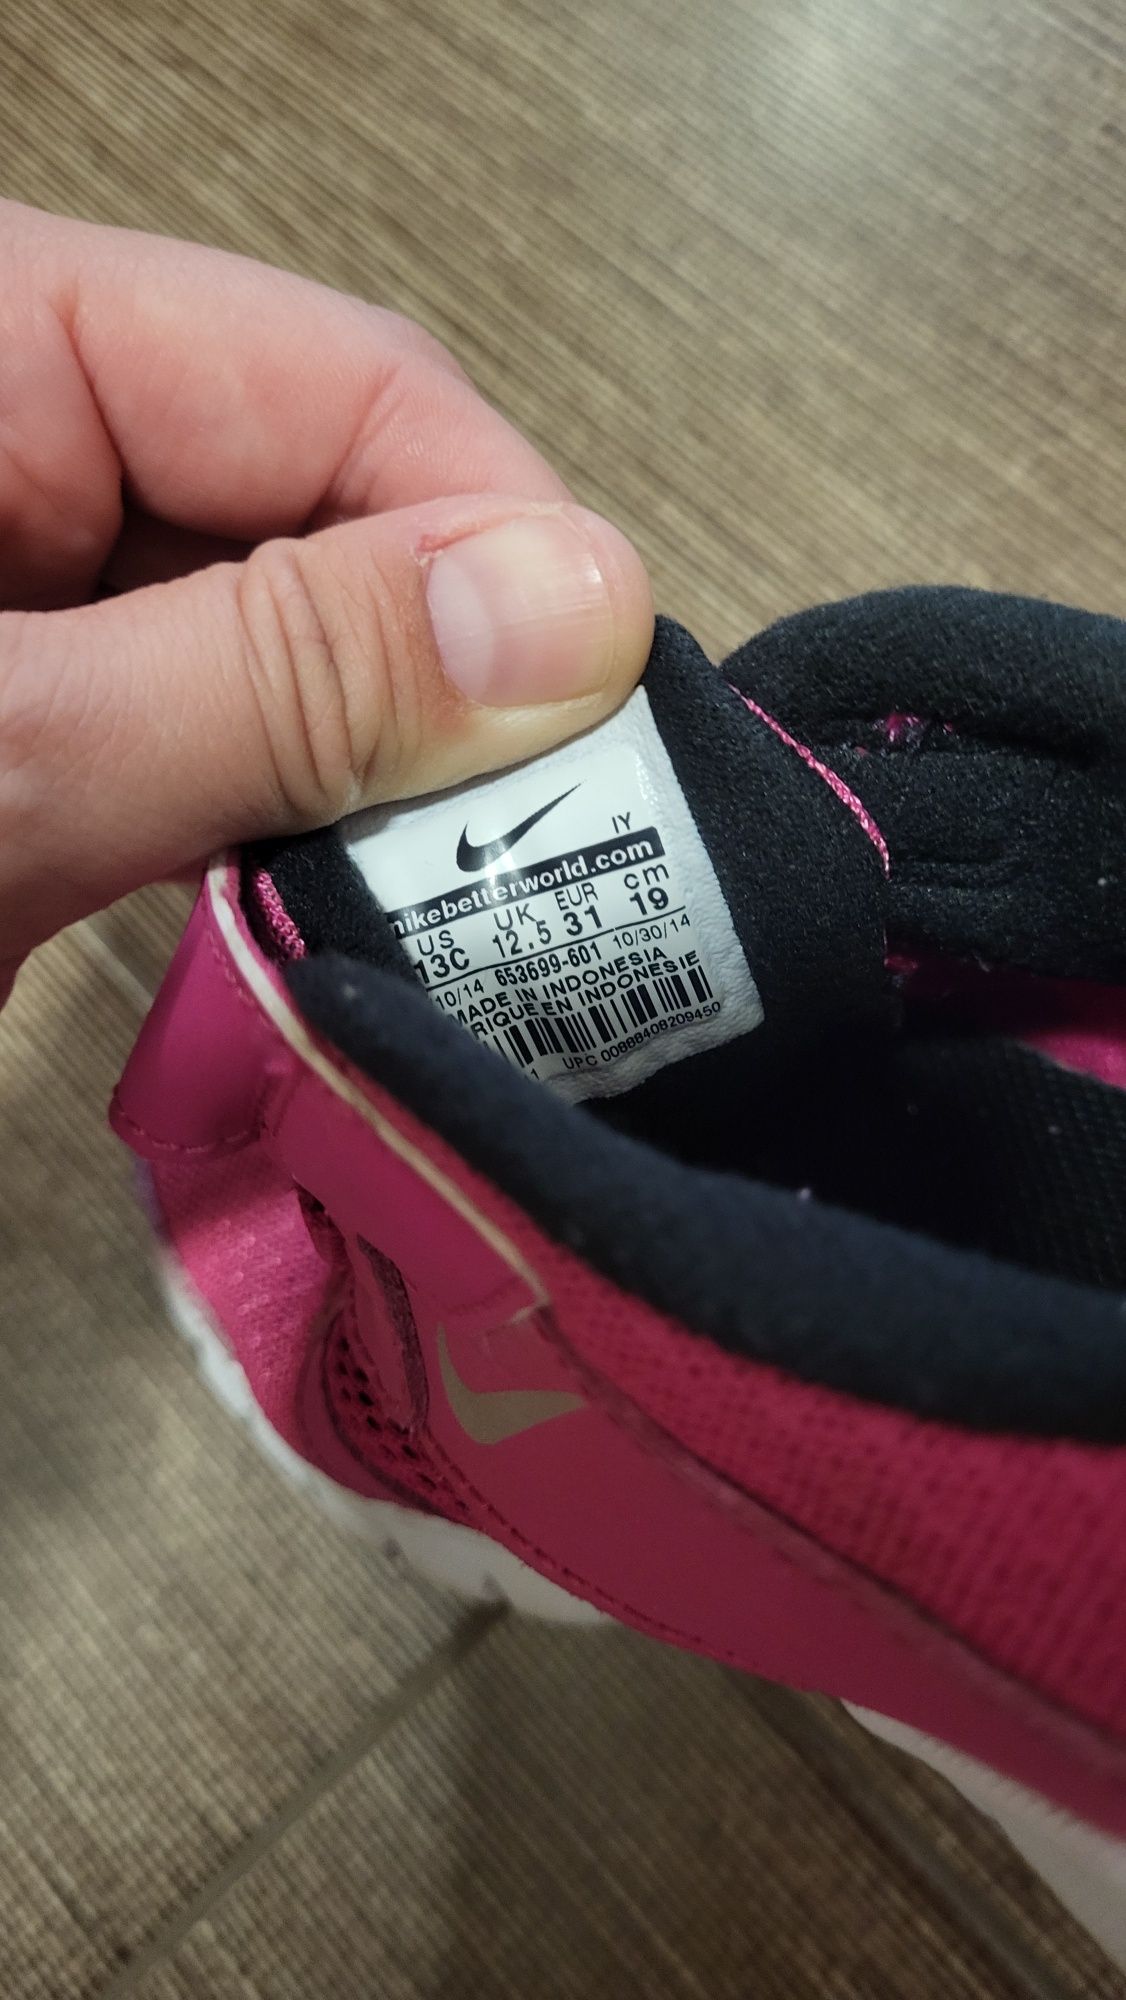 IY
nikebetterworld.com
US UK EUR cm
13C 12.5 31 19
10/14 653699-601 10/30/14
MADE IN INDONESIA
RIQUE EN INDONESIE
UPC 00888408209450